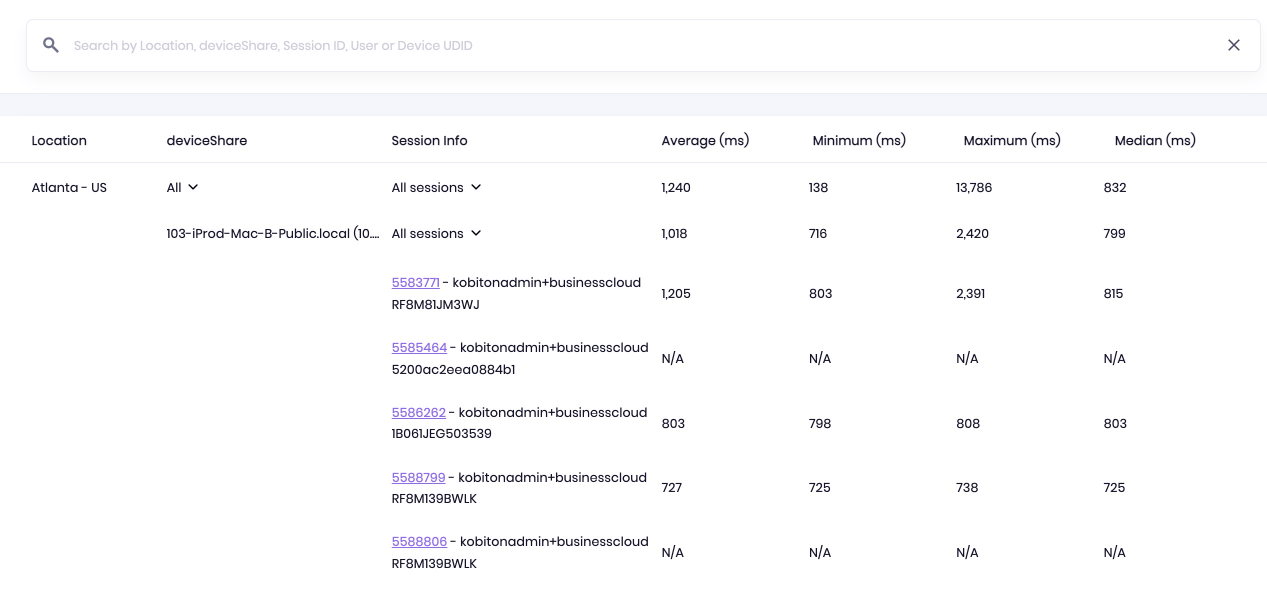 Search by Location, deviceShare, Session ID, User or Device UDID
Location deviceShare Session Info Average (ms) Minimum (ms) Maximum (ms) Median (ms)
Atlanta - US All All sessions 1,240 138 13,786 832
103-iProd-Mac-B-Public.local (10.... All sessions 1,018 716 2,420 799
5583771 - kobitonadmin+businesscloud
RF8M81JM3WJ
1,205 803 2,391 815
5585464 - kobitonadmin+businesscloud
5200ac2eea0884b1
N/A N/A N/A N/A
5586262 - kobitonadmin+businesscloud
1B061JEG503539
803 798 808 803
5588799 - kobitonadmin+businesscloud
RF8M139BWLK
727 725 738 725
5588806 - kobitonadmin+businesscloud
RF8M139BWLK
N/A N/A N/A N/A